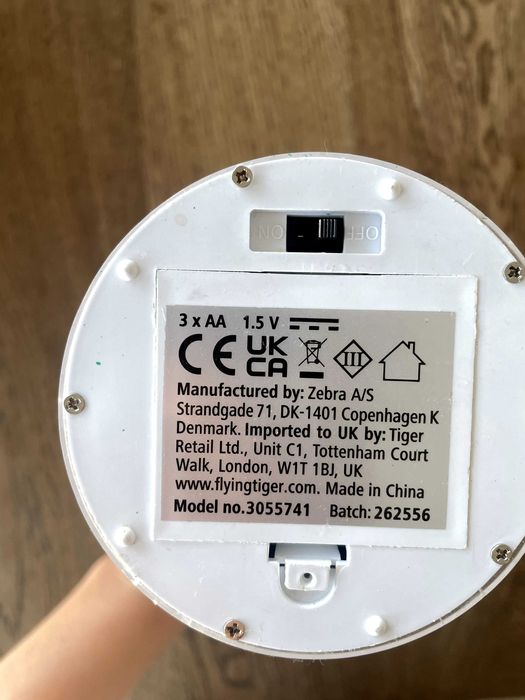 ON OFF
3 x AA 1.5 V
CE UK CA III
Manufactured by: Zebra A/S
Strandgade 71, DK-1401 Copenhagen K
Denmark. Imported to UK by: Tiger
Retail Ltd., Unit C1, Tottenham Court
Walk, London, W1T 1BJ, UK
www.flyingtiger.com. Made in China
Model no.3055741 Batch: 262556